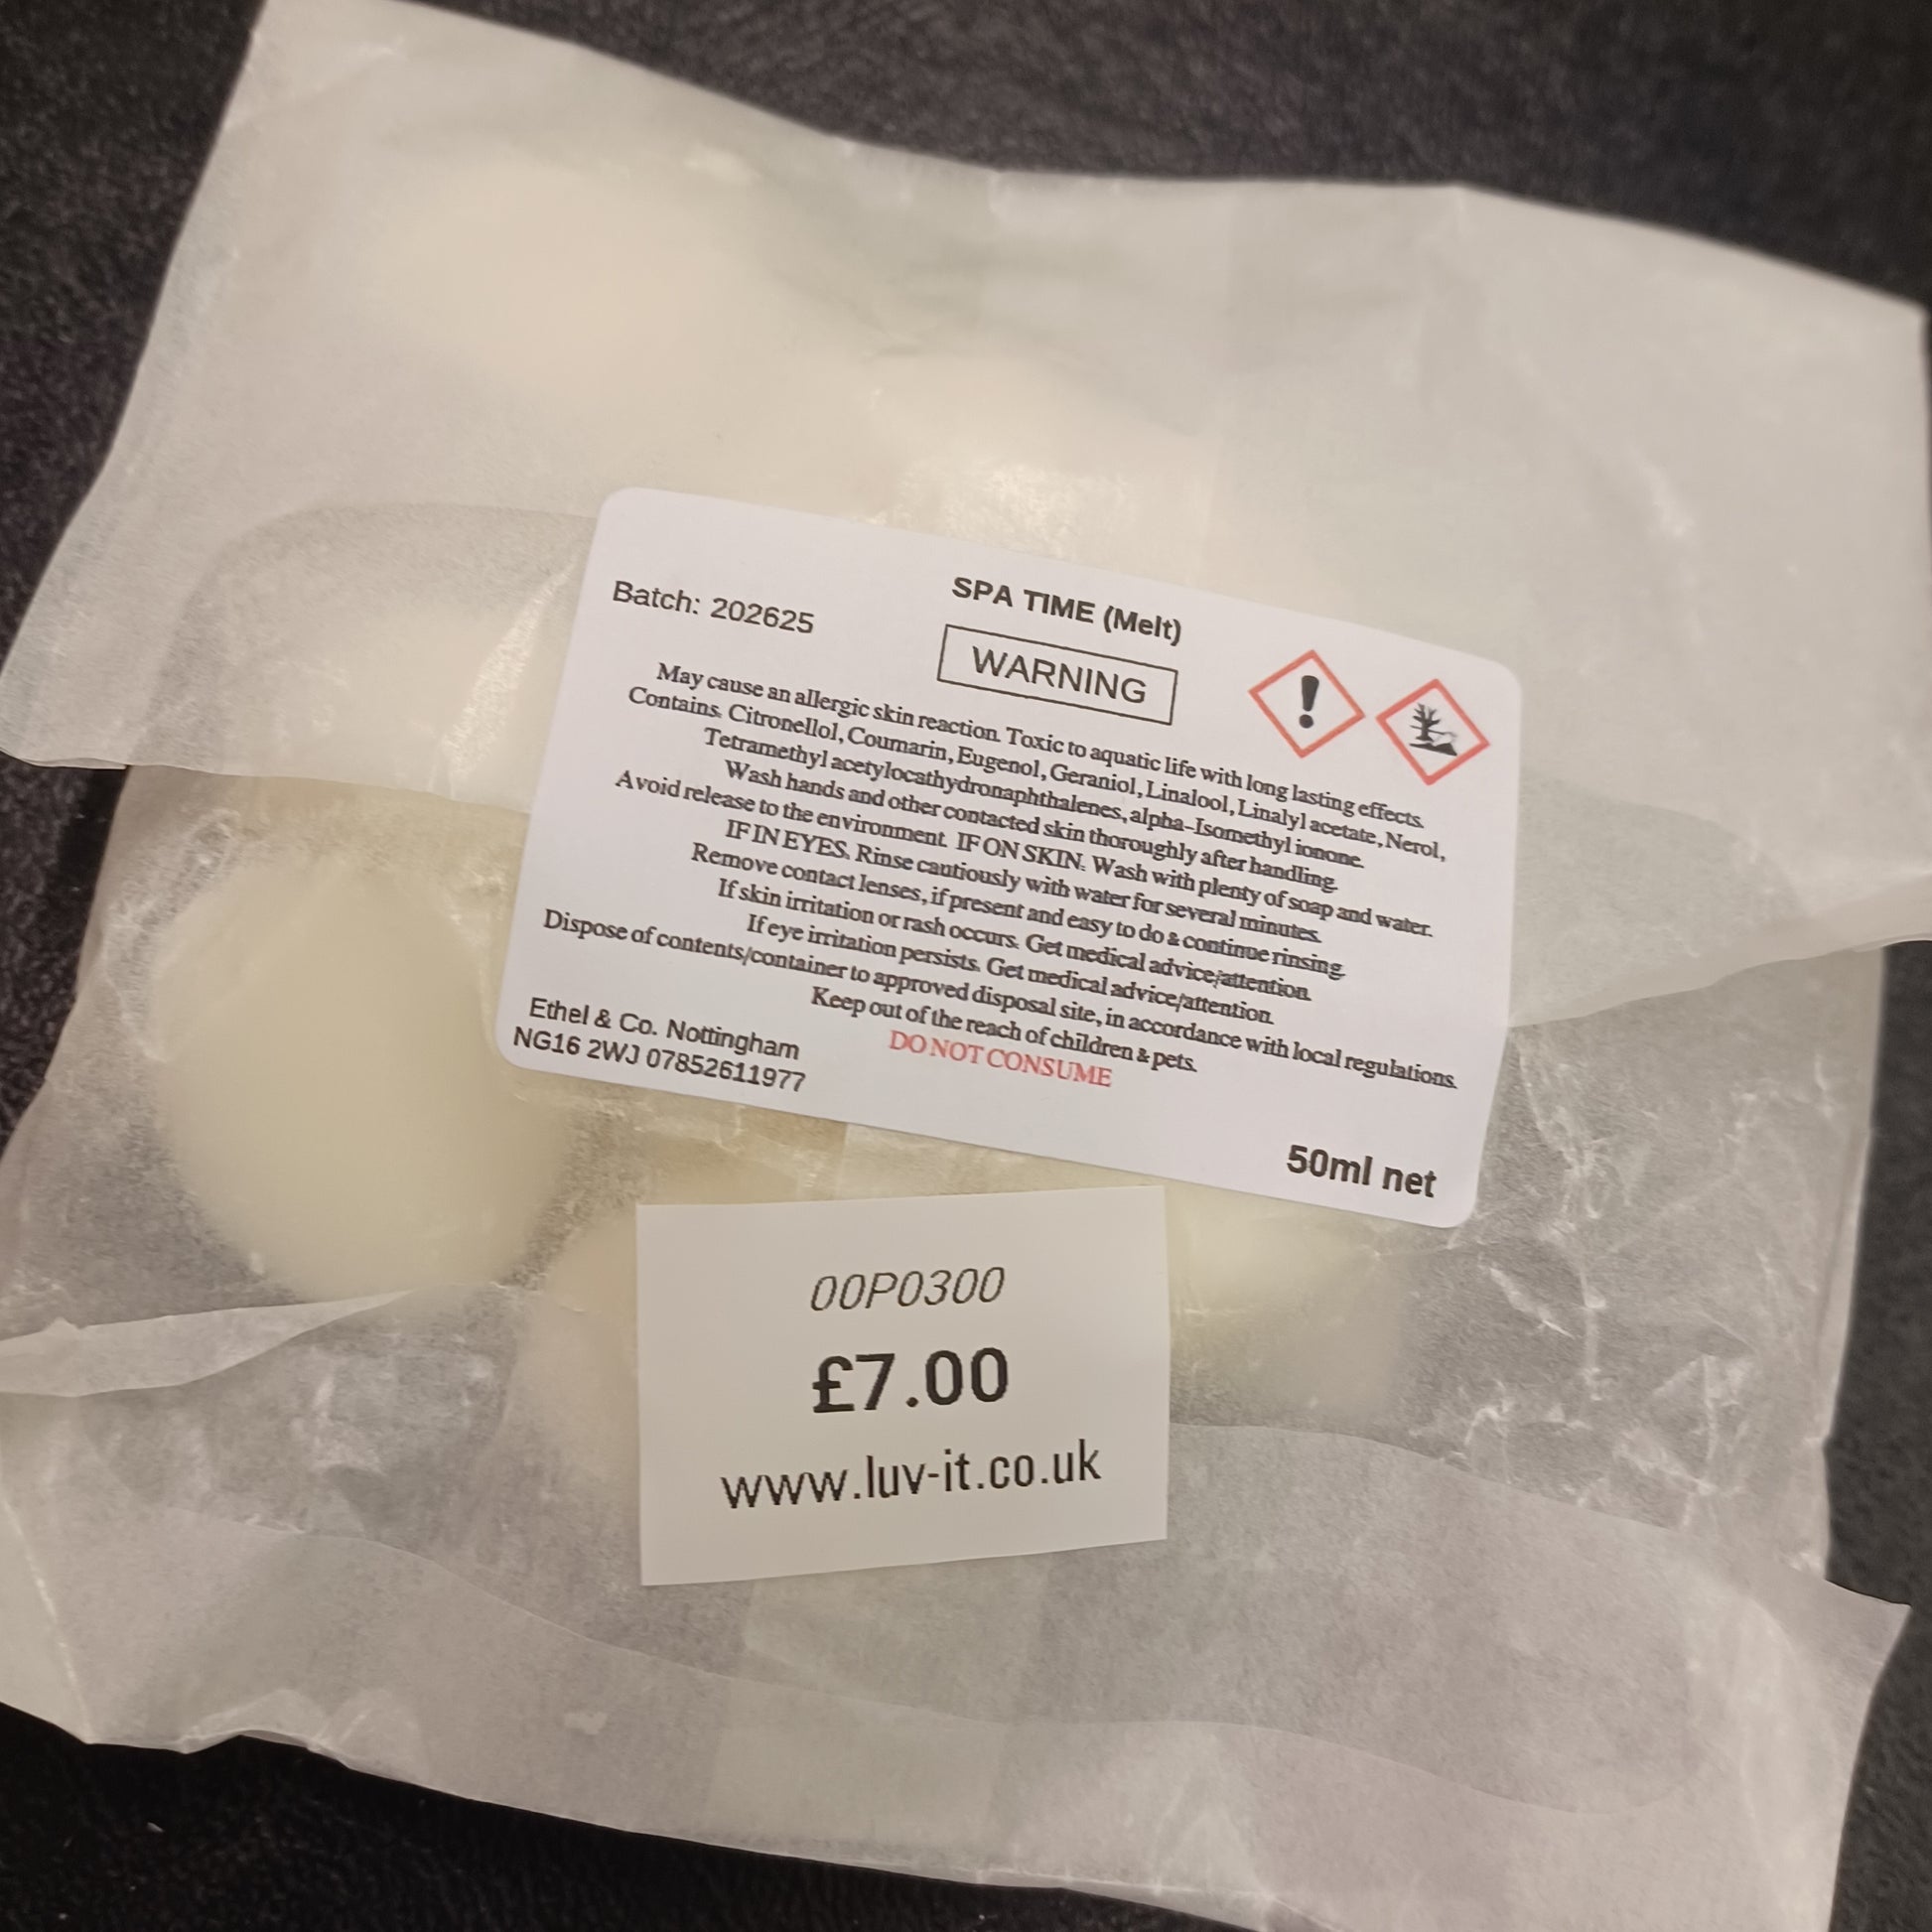 SPA TIME (Melt)
Batch: 202625
WARNING
May cause an allergic skin reaction. Toxic to aquatic life with long lasting effects.
Contains. Citronellol, Coumarin, Eugenol, Geraniol, Linalool, Linalyl acetate, Nerol,
Tetramethyl acetylocathydronaphthalenes, alpha-Isomethyl ionone.
Wash hands and other contacted skin thoroughly after handling.
Avoid release to the environment. IF ON SKIN: Wash with plenty of soap and water.
IF IN EYES. Rinse cautiously with water for several minutes.
Remove contact lenses, if present and easy to do & continue rinsing.
If skin irritation or rash occurs. Get medical advice/attention.
If eye irritation persists. Get medical advice/attention.
Dispose of contents/container to approved disposal site, in accordance with local regulations.
Keep out of the reach of children & pets.
DO NOT CONSUME
Ethel & Co. Nottingham
NG16 2WJ 07852611977
50ml net
00P0300
£7.00
www.luv-it.co.uk